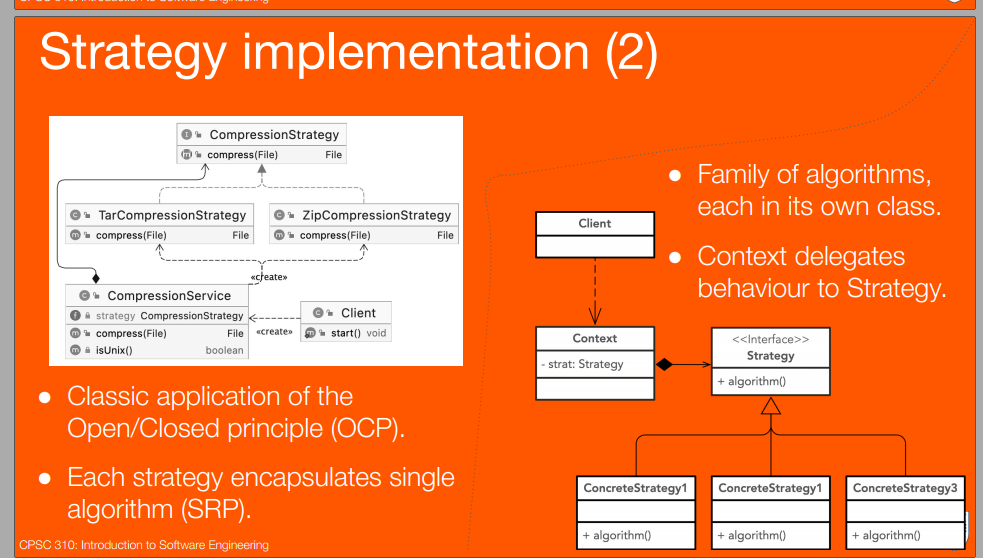 CPSC 310: Introduction to Software Engineering
Strategy implementation (2)
I CompressionStrategy
m compress(File) File
C TarCompressionStrategy
m compress(File) File
C ZipCompressionStrategy
m compress(File) File
«create»
C CompressionService
f strategy CompressionStrategy
m compress(File) File
m isUnix() boolean
«create»
C Client
m start() void
● Classic application of the
Open/Closed principle (OCP).
● Each strategy encapsulates single
algorithm (SRP).
● Family of algorithms,
each in its own class.
● Context delegates
behaviour to Strategy.
Client
Context
- strat: Strategy
<<Interface>>
Strategy
+ algorithm()
ConcreteStrategy1
+ algorithm()
ConcreteStrategy1
+ algorithm()
ConcreteStrategy3
+ algorithm()
CPSC 310: Introduction to Software Engineering